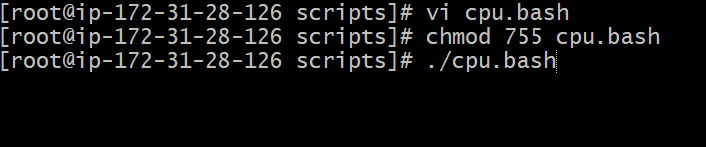 [root@ip-172-31-28-126 scripts]# vi cpu.bash
[root@ip-172-31-28-126 scripts]# chmod 755 cpu.bash
[root@ip-172-31-28-126 scripts]# ./cpu.bash